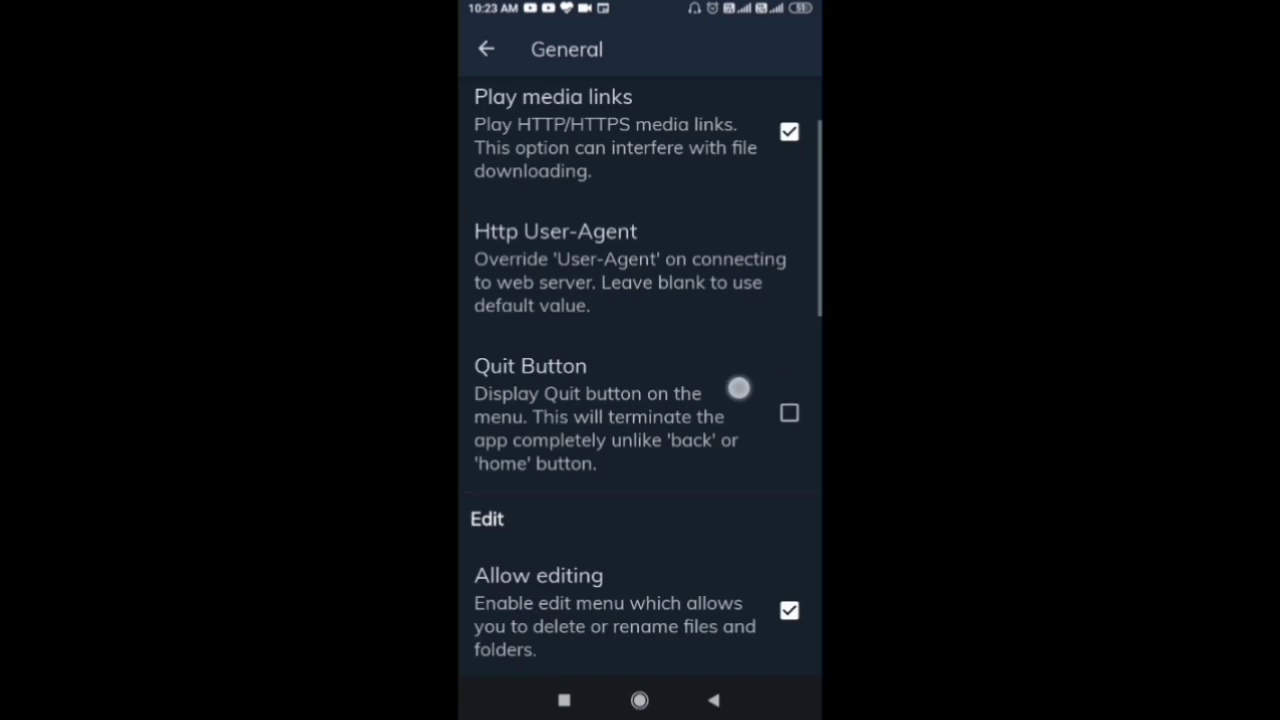 10:23 AM
General
Play media links
Play HTTP/HTTPS media links.
This option can interfere with file
downloading.
Http User-Agent
Override 'User-Agent' on connecting
to web server. Leave blank to use
default value.
Quit Button
Display Quit button on the
menu. This will terminate the
app completely unlike 'back' or
'home' button.
Edit
Allow editing
Enable edit menu which allows
you to delete or rename files and
folders.